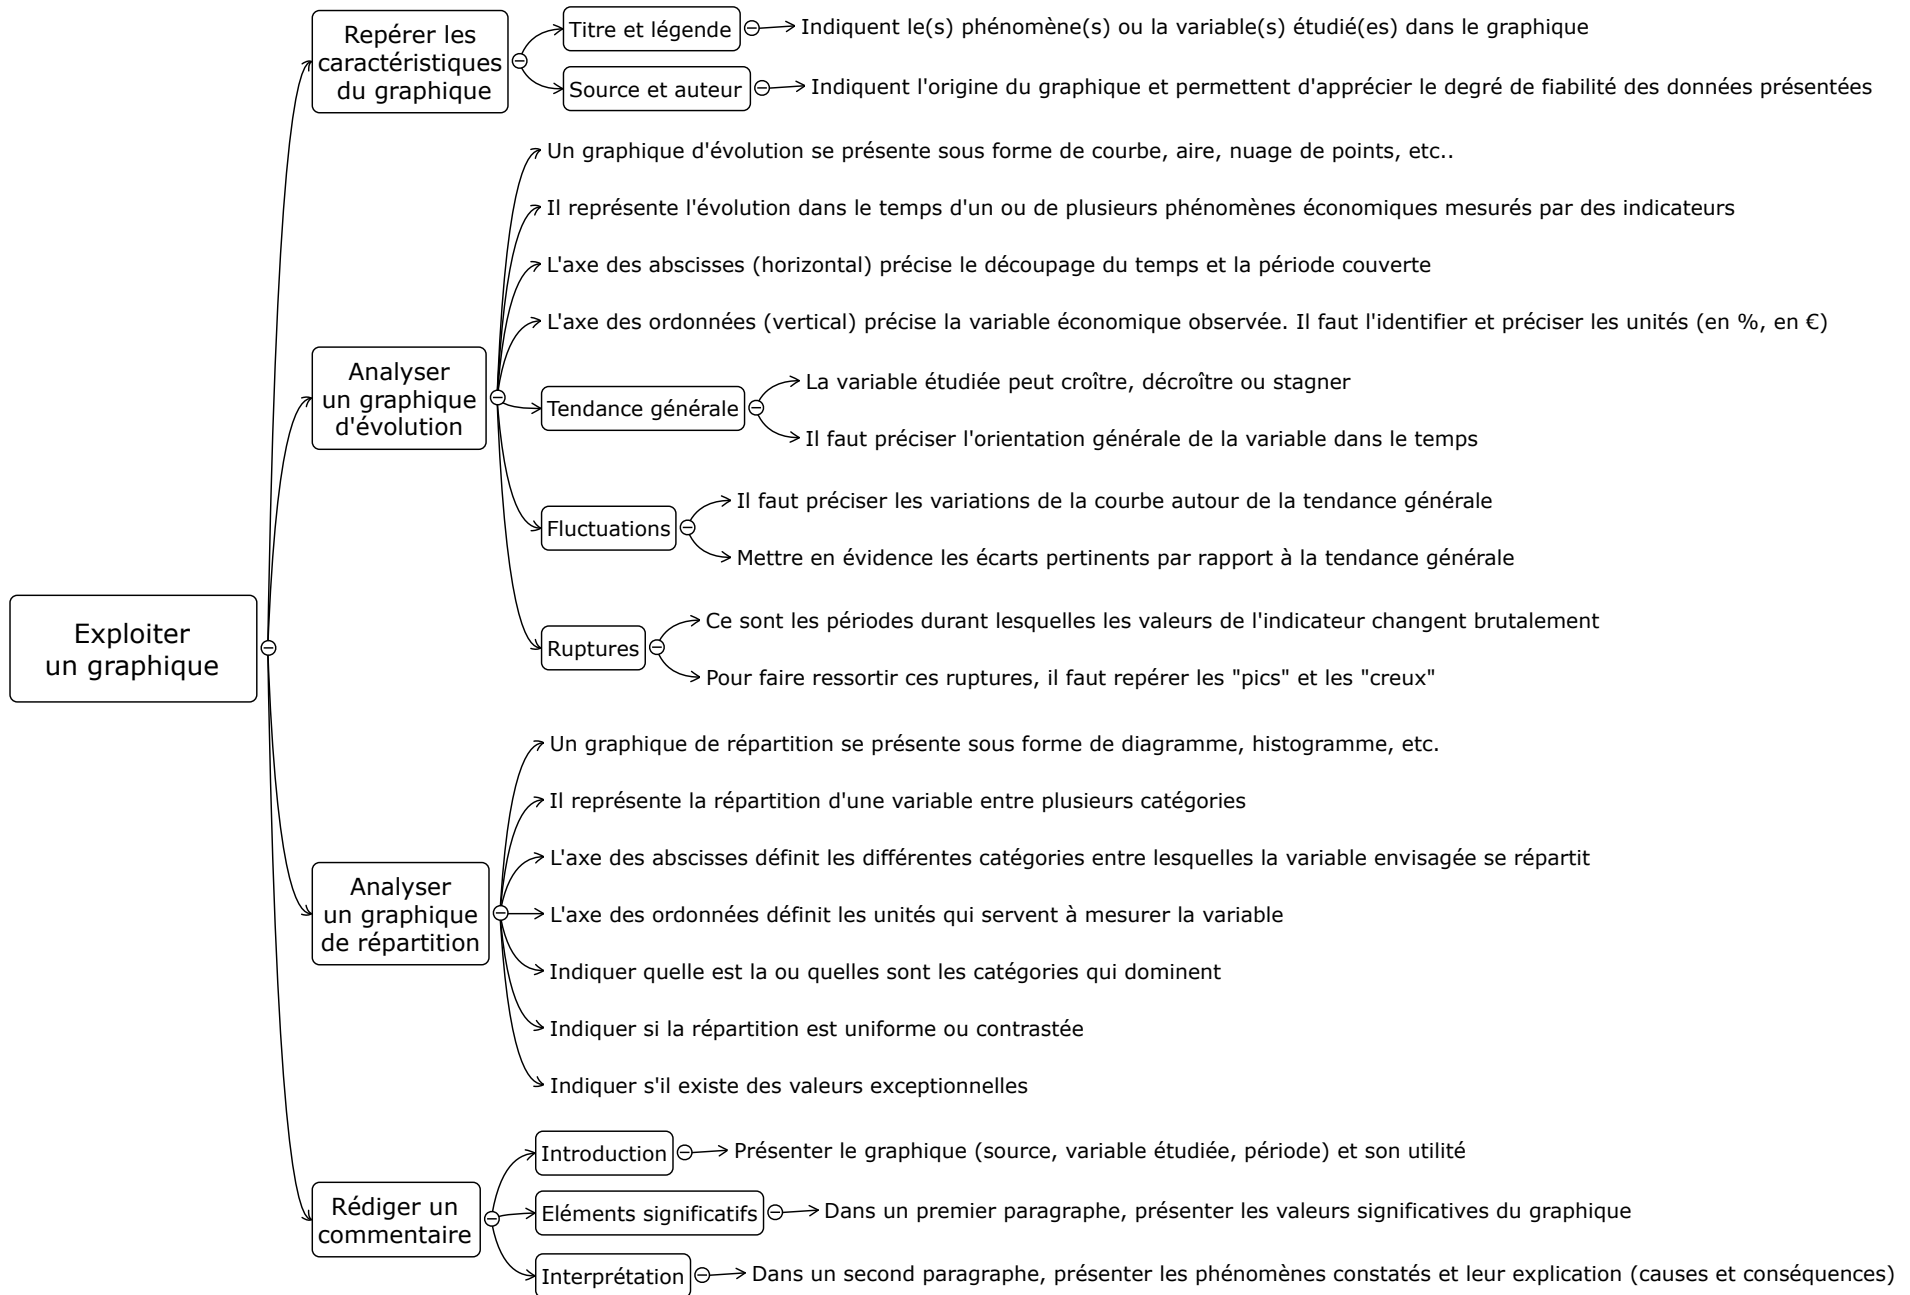 Exploiter
un graphique
Repérer les
caractéristiques
du graphique
Titre et légende
Indiquent le(s) phénomène(s) ou la variable(s) étudié(es) dans le graphique
Source et auteur
Indiquent l'origine du graphique et permettent d'apprécier le degré de fiabilité des données présentées
Analyser
un graphique
d'évolution
Un graphique d'évolution se présente sous forme de courbe, aire, nuage de points, etc..
Il représente l'évolution dans le temps d'un ou de plusieurs phénomènes économiques mesurés par des indicateurs
L'axe des abscisses (horizontal) précise le découpage du temps et la période couverte
L'axe des ordonnées (vertical) précise la variable économique observée. Il faut l'identifier et préciser les unités (en %, en €)
Tendance générale
La variable étudiée peut croître, décroître ou stagner
Il faut préciser l'orientation générale de la variable dans le temps
Fluctuations
Il faut préciser les variations de la courbe autour de la tendance générale
Mettre en évidence les écarts pertinents par rapport à la tendance générale
Ruptures
Ce sont les périodes durant lesquelles les valeurs de l'indicateur changent brutalement
Pour faire ressortir ces ruptures, il faut repérer les "pics" et les "creux"
Analyser
un graphique
de répartition
Un graphique de répartition se présente sous forme de diagramme, histogramme, etc.
Il représente la répartition d'une variable entre plusieurs catégories
L'axe des abscisses définit les différentes catégories entre lesquelles la variable envisagée se répartit
L'axe des ordonnées définit les unités qui servent à mesurer la variable
Indiquer quelle est la ou quelles sont les catégories qui dominent
Indiquer si la répartition est uniforme ou contrastée
Indiquer s'il existe des valeurs exceptionnelles
Rédiger un
commentaire
Introduction
Présenter le graphique (source, variable étudiée, période) et son utilité
Eléments significatifs
Dans un premier paragraphe, présenter les valeurs significatives du graphique
Interprétation
Dans un second paragraphe, présenter les phénomènes constatés et leur explication (causes et conséquences)